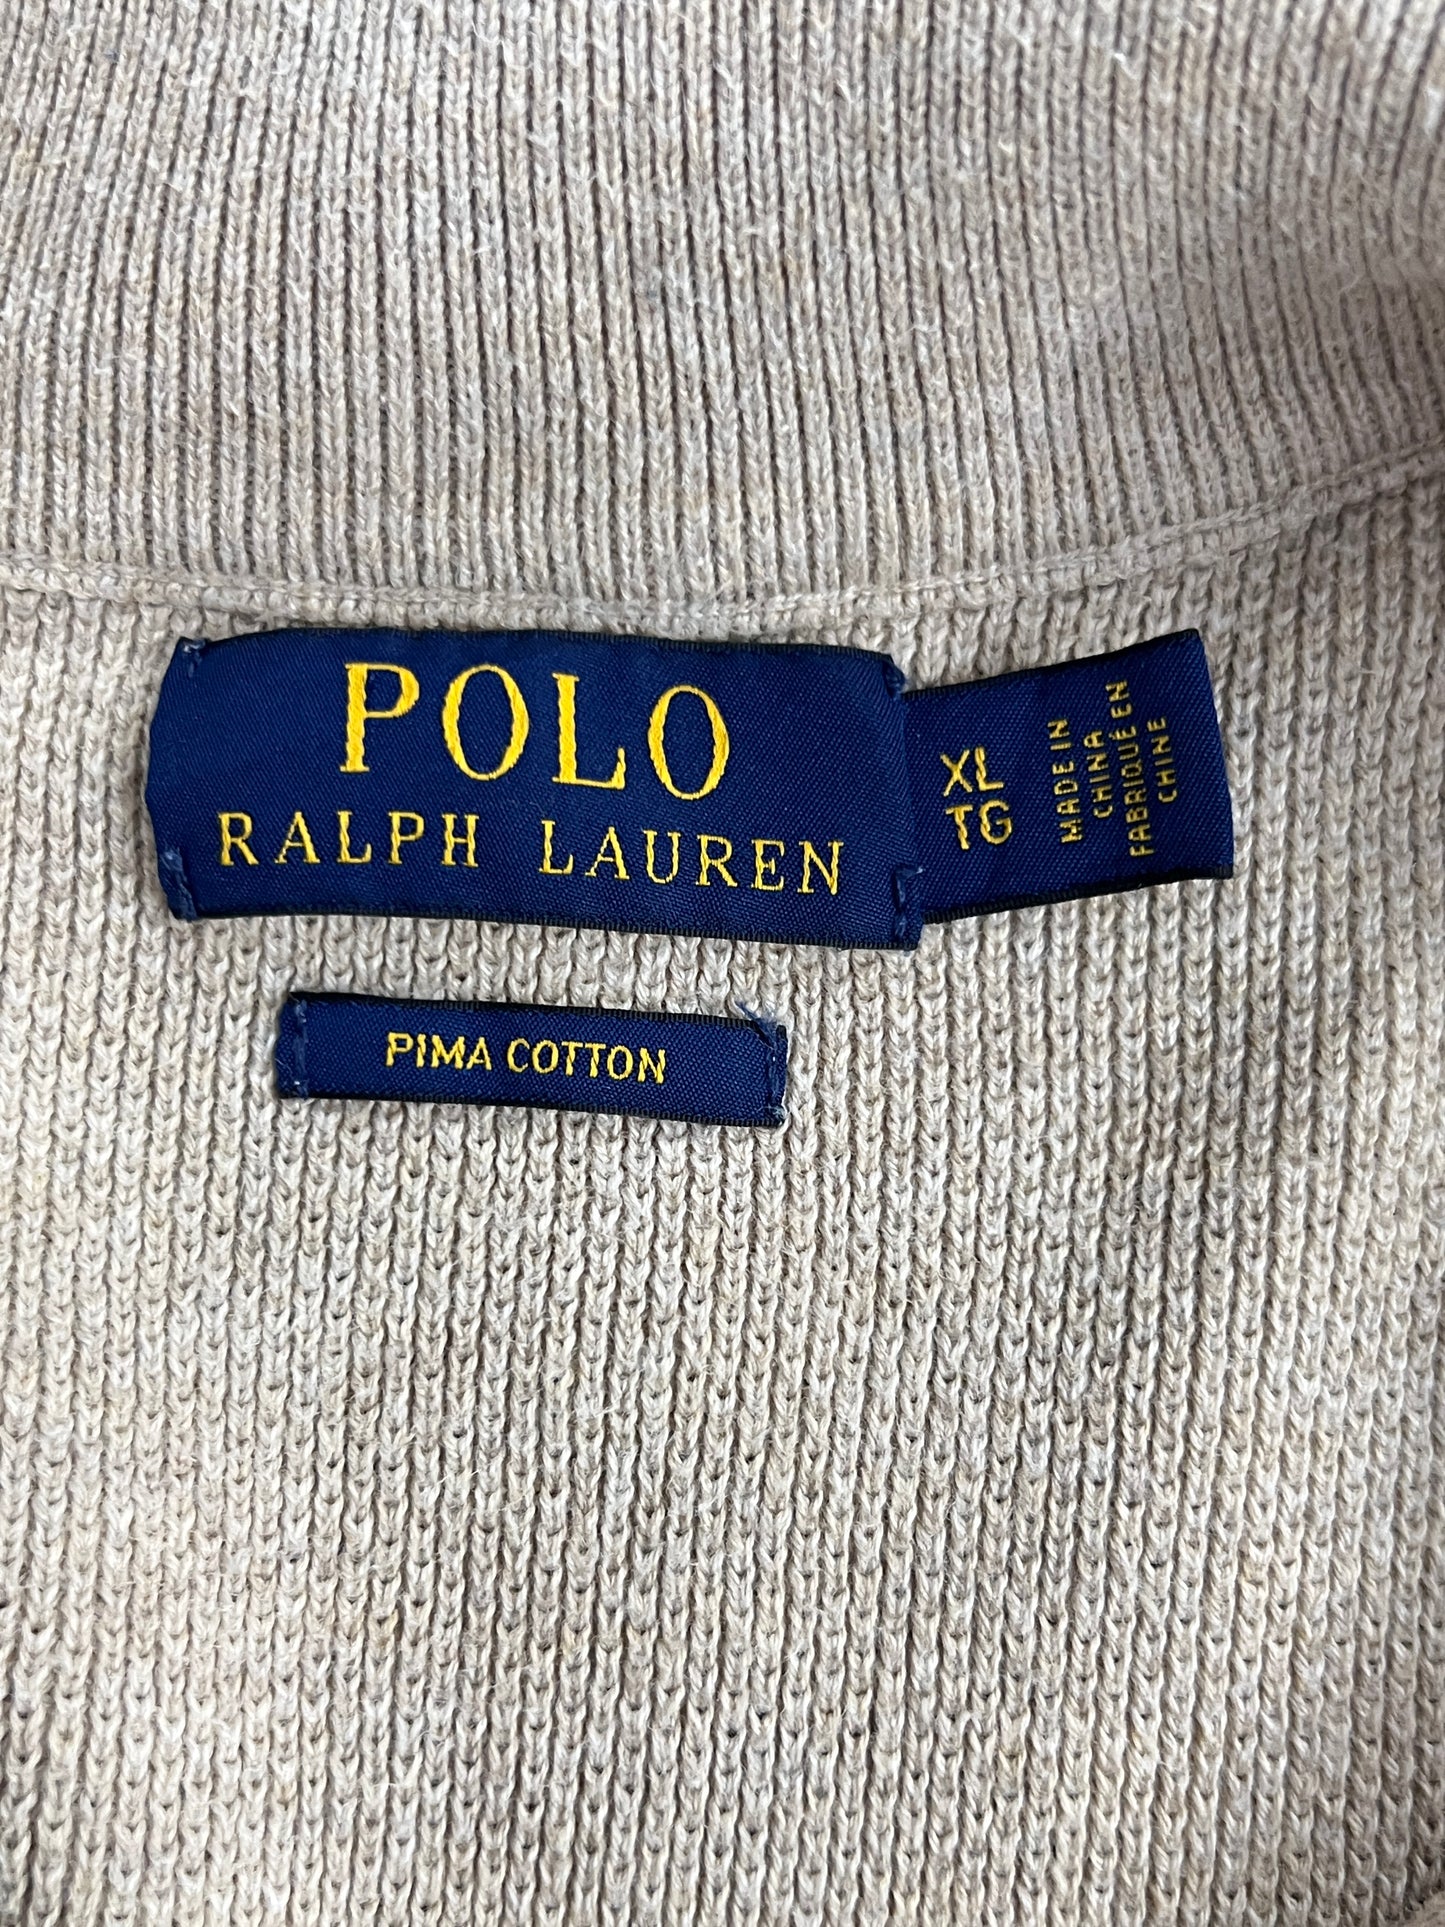 POLO
RALPH LAUREN
XL
TG
MADE IN
CHINA
FABRIQUÉ EN
CHINE
PIMA COTTON